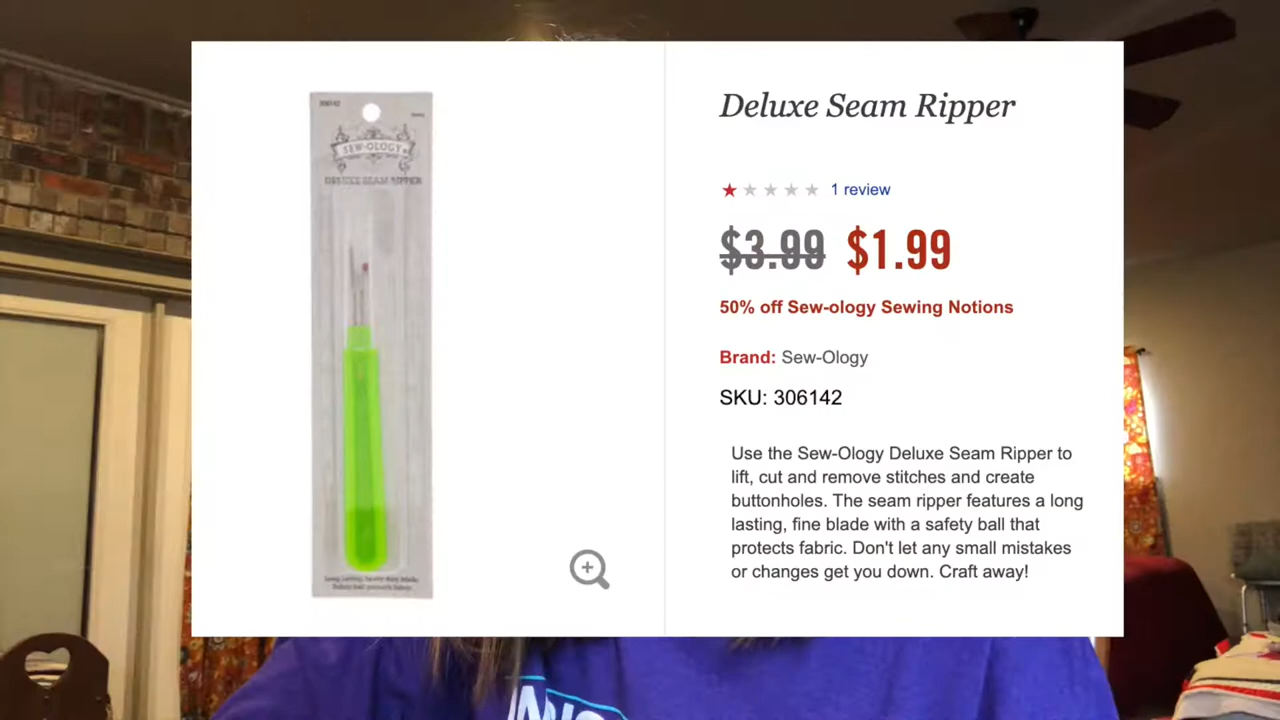 306142
SEW-OLOGY
DELUXE SEAM RIPPER
Deluxe Seam Ripper
1 review
$3.99 $1.99
50% off Sew-ology Sewing Notions
Brand: Sew-Ology
SKU: 306142
Use the Sew-Ology Deluxe Seam Ripper to
lift, cut and remove stitches and create
buttonholes. The seam ripper features a long
lasting, fine blade with a safety ball that
protects fabric. Don't let any small mistakes
or changes get you down. Craft away!